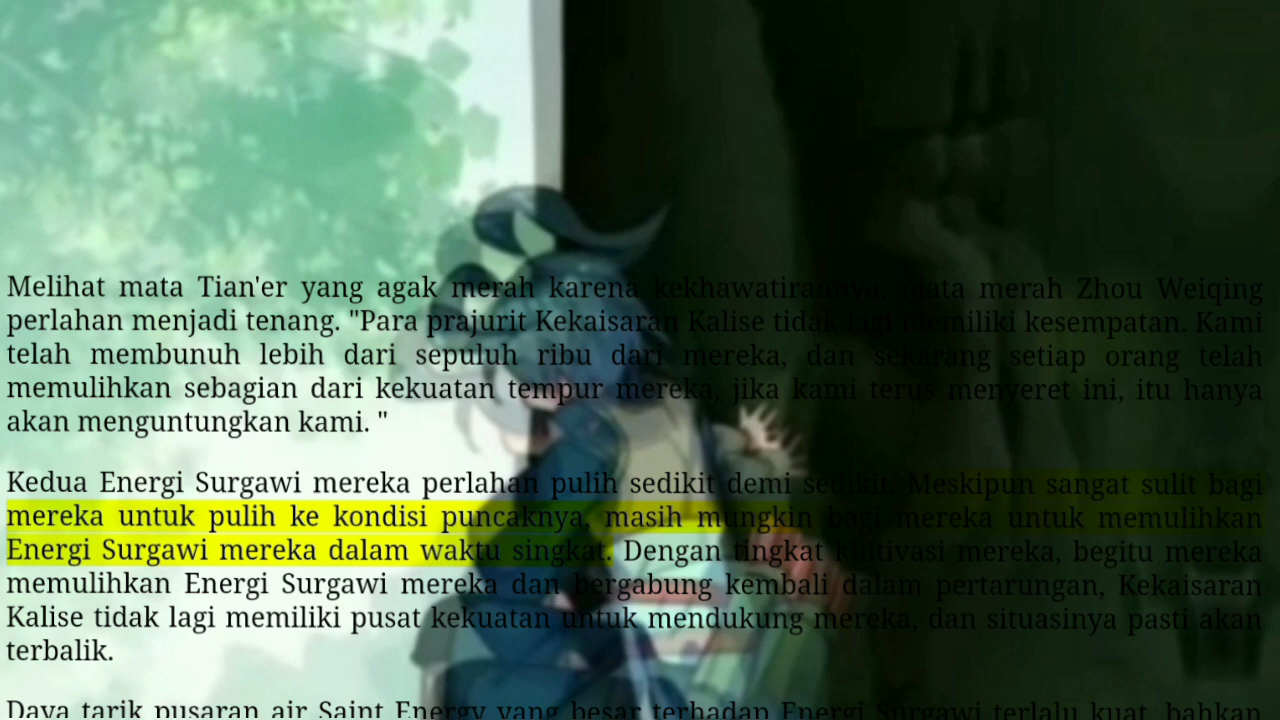 Melihat mata Tian'er yang agak merah karena kekhawatirannya, mata merah Zhou Weiqing
perlahan menjadi tenang. "Para prajurit Kekaisaran Kalise tidak lagi memiliki kesempatan. Kami
telah membunuh lebih dari sepuluh ribu dari mereka, dan sekarang setiap orang telah
memulihkan sebagian dari kekuatan tempur mereka, jika kami terus menyeret ini, itu hanya
akan menguntungkan kami. "
Kedua Energi Surgawi mereka perlahan pulih sedikit demi sedikit. Meskipun sangat sulit bagi
mereka untuk pulih ke kondisi puncaknya, masih mungkin bagi mereka untuk memulihkan
Energi Surgawi mereka dalam waktu singkat. Dengan tingkat kultivasi mereka, begitu mereka
memulihkan Energi Surgawi mereka dan bergabung kembali dalam pertarungan, Kekaisaran
Kalise tidak lagi memiliki pusat kekuatan untuk mendukung mereka, dan situasinya pasti akan
terbalik.
Daya tarik pusaran air Saint Energy yang besar terhadap Energi Surgawi terlalu kuat, bahkan